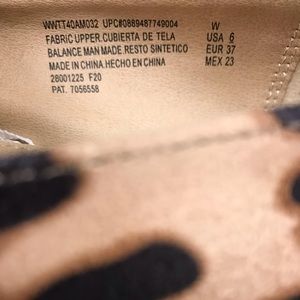 WWTT40AM032 UPC#0889487749004 W
FABRIC UPPER.CUBIERTA DE TELA USA 6
BALANCE MAN MADE.RESTO SINTETICO EUR 37
MADE IN CHINA.HECHO EN CHINA MEX 23
28001225 F20
PAT. 7056558